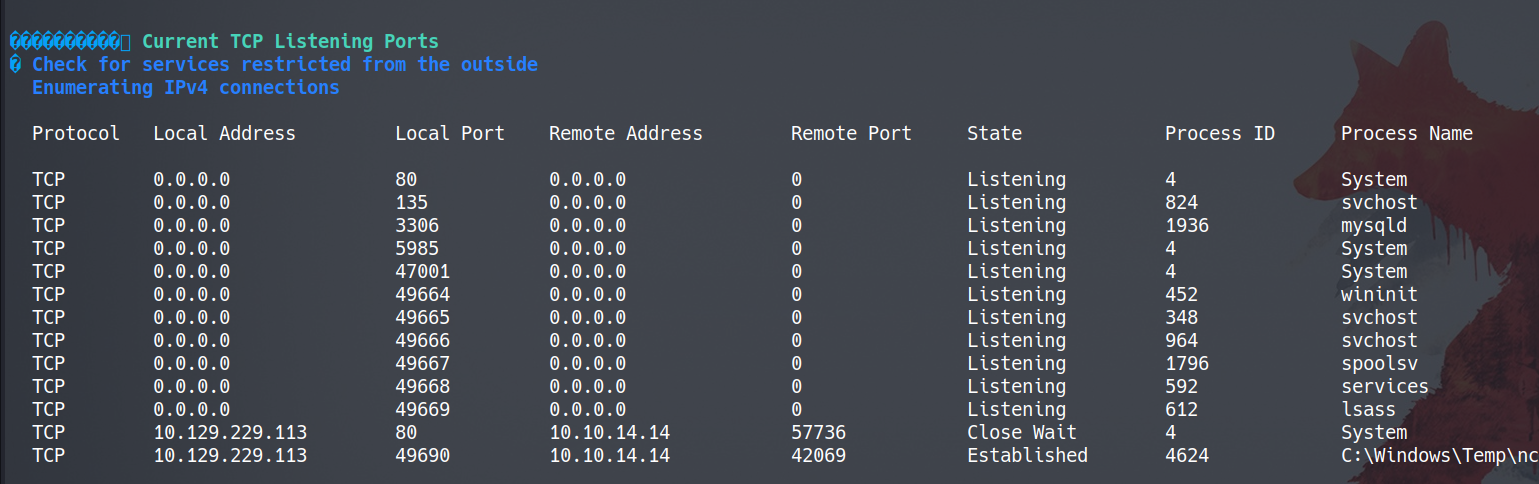 Current TCP Listening Ports
Check for services restricted from the outside
Enumerating IPv4 connections
Protocol Local Address Local Port Remote Address Remote Port State Process ID Process Name
TCP 0.0.0.0 80 0.0.0.0 0 Listening 4 System
TCP 0.0.0.0 135 0.0.0.0 0 Listening 824 svchost
TCP 0.0.0.0 3306 0.0.0.0 0 Listening 1936 mysqld
TCP 0.0.0.0 5985 0.0.0.0 0 Listening 4 System
TCP 0.0.0.0 47001 0.0.0.0 0 Listening 4 System
TCP 0.0.0.0 49664 0.0.0.0 0 Listening 452 wininit
TCP 0.0.0.0 49665 0.0.0.0 0 Listening 348 svchost
TCP 0.0.0.0 49666 0.0.0.0 0 Listening 964 svchost
TCP 0.0.0.0 49667 0.0.0.0 0 Listening 1796 spoolsv
TCP 0.0.0.0 49668 0.0.0.0 0 Listening 592 services
TCP 0.0.0.0 49669 0.0.0.0 0 Listening 612 lsass
TCP 10.129.229.113 80 10.10.14.14 57736 Close Wait 4 System
TCP 10.129.229.113 49690 10.10.14.14 42069 Established 4624 C:\Windows\Temp\nc